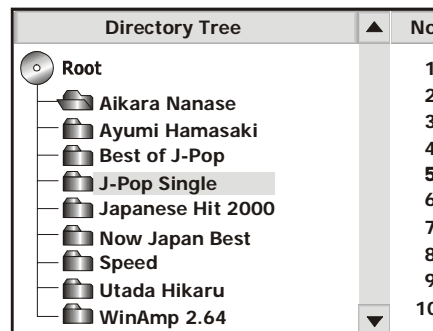 Directory Tree
No
Root
Aikara Nanase
Ayumi Hamasaki
Best of J-Pop
J-Pop Single
Japanese Hit 2000
Now Japan Best
Speed
Utada Hikaru
WinAmp 2.64
1
2
3
4
5
6
7
8
9
10